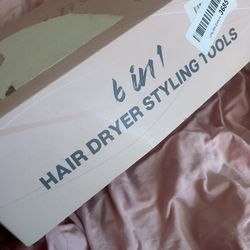 6 in 1
HAIR DRYER STYLING TOOLS